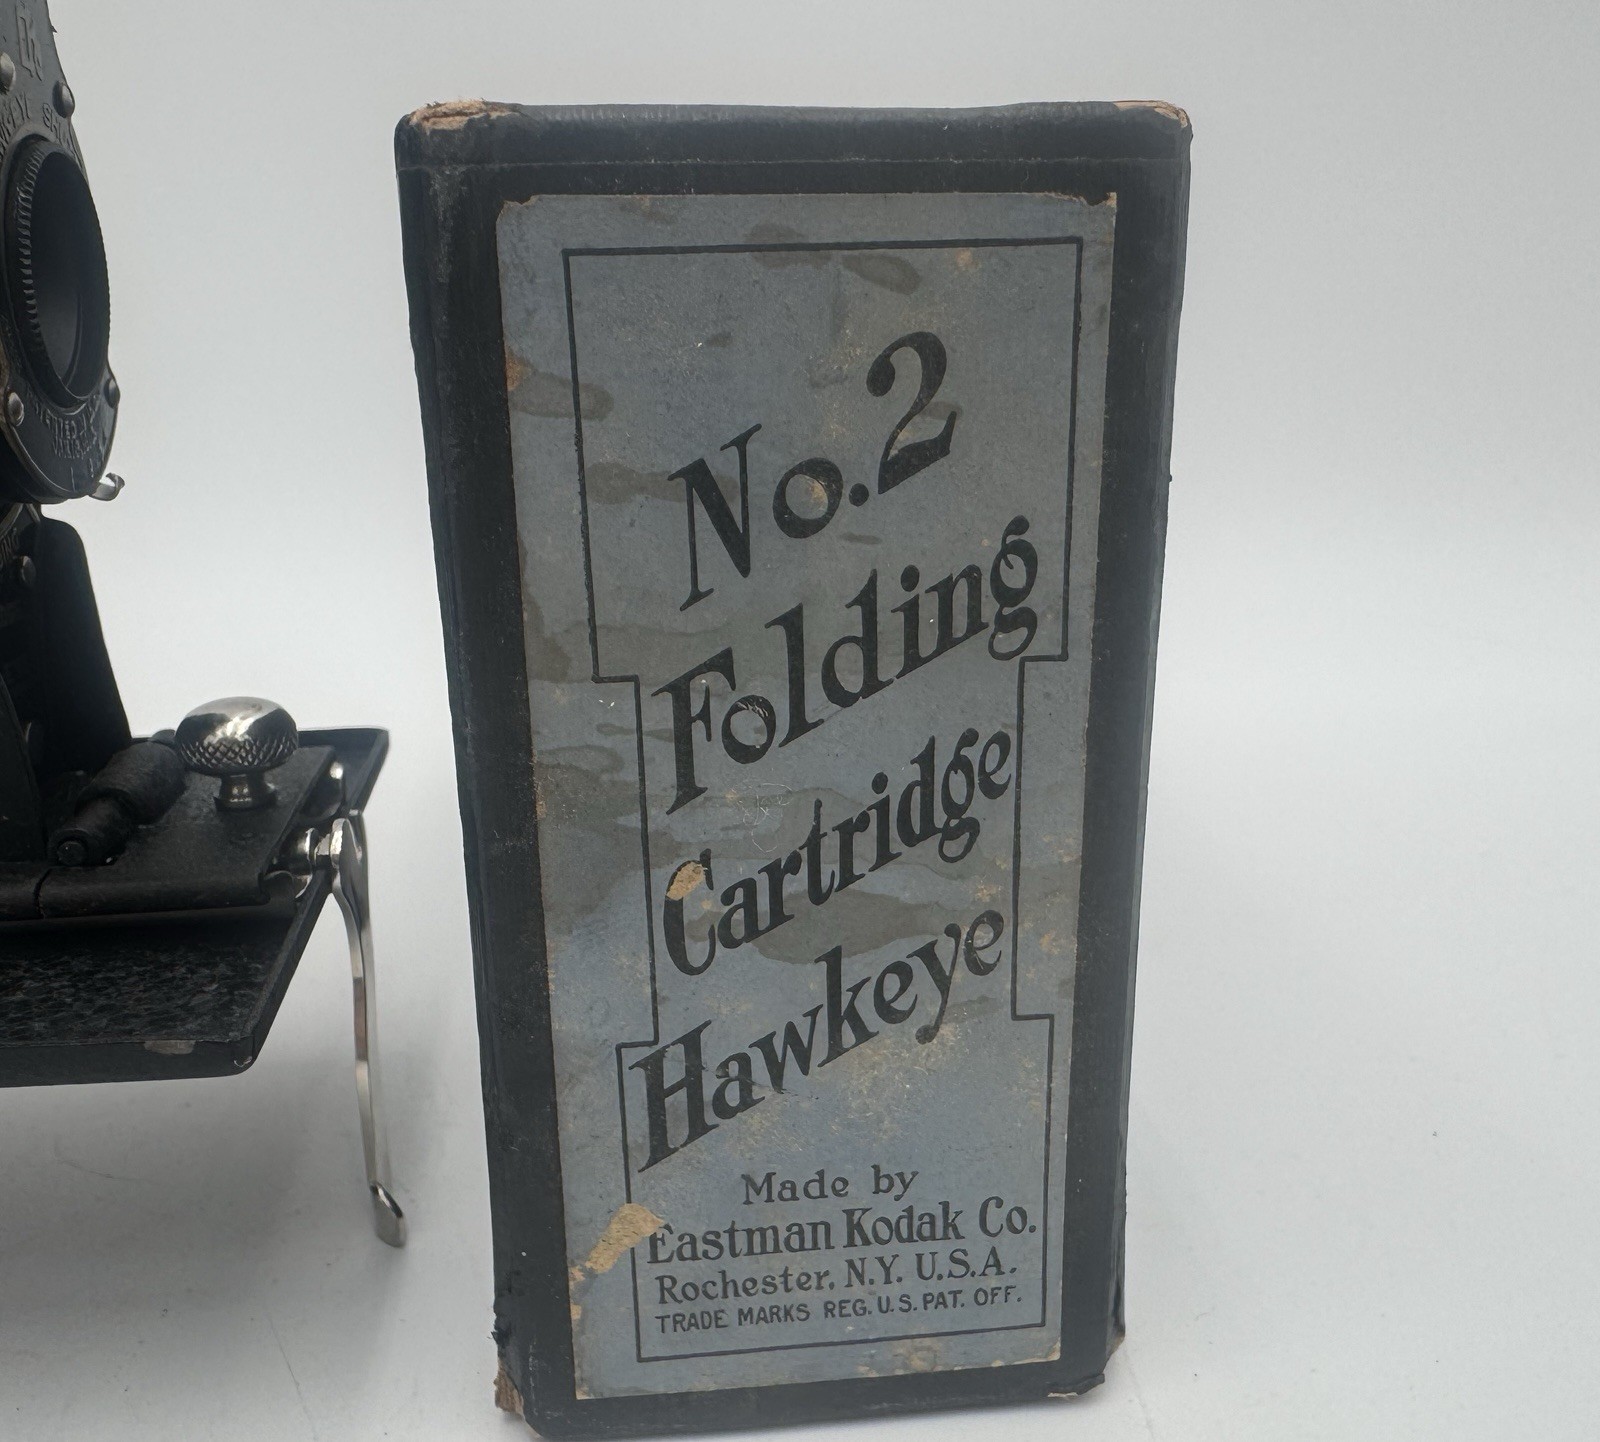 No. 2
Folding
Cartridge
Hawkeye
Made by
Eastman Kodak Co.
Rochester, N.Y. U.S.A.
TRADE MARKS REG. U.S. PAT. OFF.